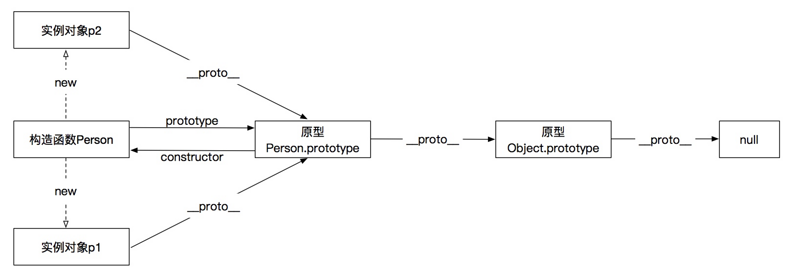 实例对象p2
__proto__
new
构造函数Person
prototype
constructor
原型
Person.prototype
__proto__
原型
Object.prototype
__proto__
null
new
__proto__
实例对象p1